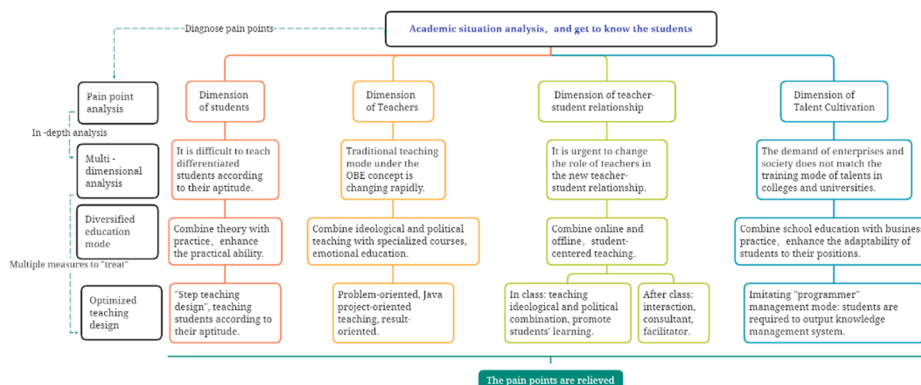 Diagnose pain points
Academic situation analysis, and get to know the students
Pain point
analysis
Dimension
of students
Dimension
of Teachers
Dimension of teacher-
student relationship
Dimension of
Talent Cultivation
In -depth analysis
Multi -
dimensional
analysis
It is difficult to teach
differentiated
students according
to their aptitude.
Traditional teaching
mode under the
OBE concept is
changing rapidly.
It is urgent to change
the role of teachers in
the new teacher-
student relationship.
The demand of enterprises and
society does not match the
training mode of talents in
colleges and universities.
Diversified
education
mode
Combine theory with
practice, enhance
the practical ability.
Combine ideological and political
teaching with specialized courses,
emotional education.
Combine online and
offline, student-
centered teaching.
Combine school education with business
practice, enhance the adaptability of
students to their positions.
Multiple measures to "treat"
Optimized
teaching
design
"Step teaching
design", teaching
students according to
their aptitude.
Problem-oriented, Java
project-oriented
teaching, result-
oriented.
In class: teaching
ideological and political
combination, promote
students' learning.
After class:
interaction,
consultant,
facilitator.
Imitating "programmer"
management mode: students are
required to output knowledge
management system.
The pain points are relieved